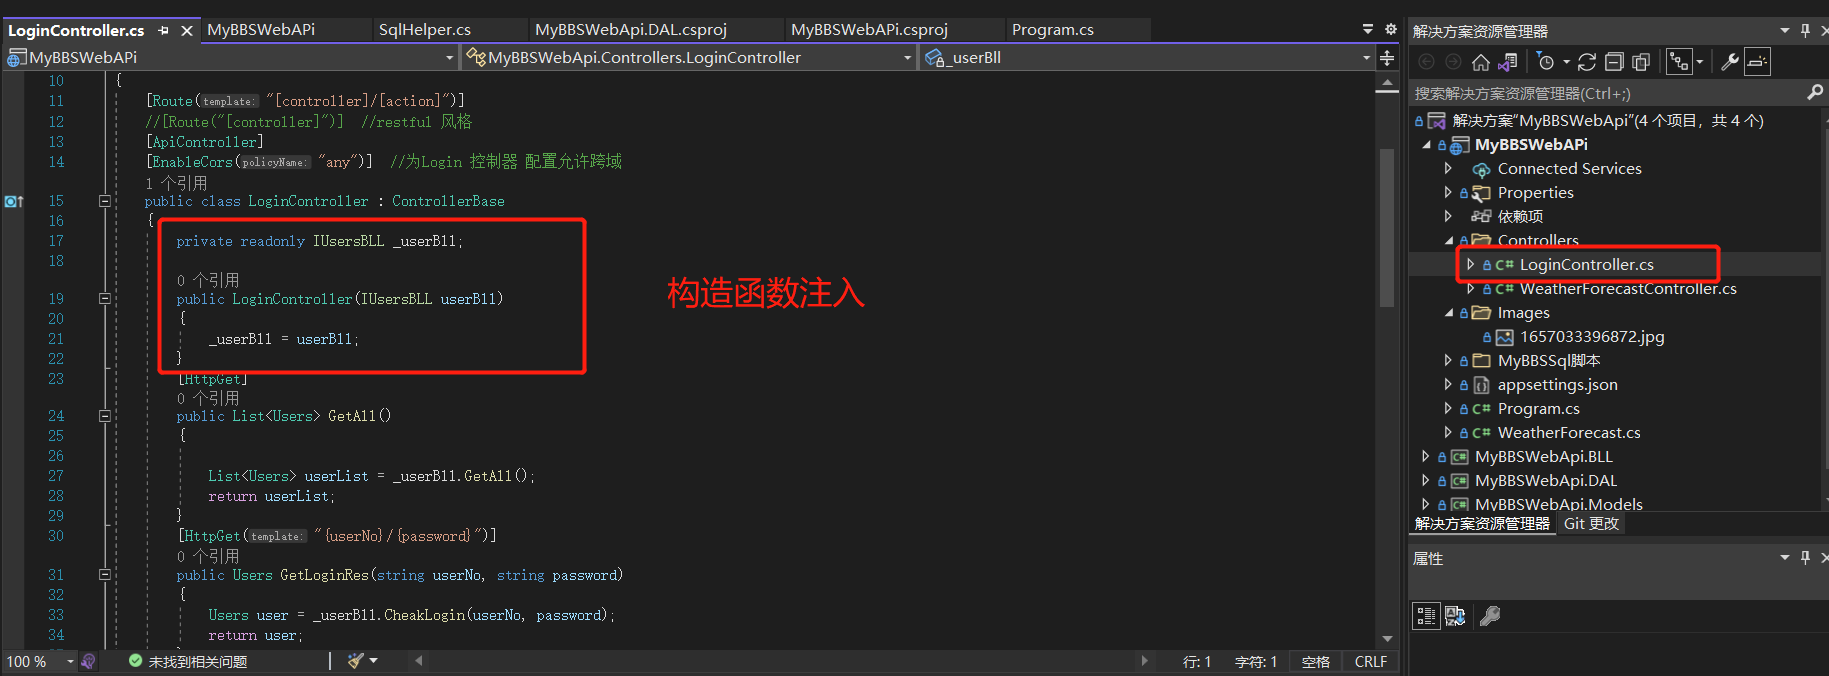 LoginController.cs
MyBBSWebAPi
SqlHelper.cs
MyBBSWebApi.DAL.csproj
MyBBSWebAPi.csproj
Program.cs
MyBBSWebAPi
MyBBSWebApi.Controllers.LoginController
_userBll
10 {
11 [Route(template: "[controller]/[action]")]
12 //[Route("[controller]")] //restful 风格
13 [ApiController]
14 [EnableCors(policyName: "any")] //为Login 控制器 配置允许跨域
1 个引用
15 public class LoginController : ControllerBase
16 {
17 private readonly IUsersBLL _userBll;
18
0 个引用
19 public LoginController(IUsersBLL userBll)
20 {
21 _userBll = userBll;
22 }
23 [HttpGet]
0 个引用
24 public List<Users> GetAll()
25 {
26
27 List<Users> userList = _userBll.GetAll();
28 return userList;
29 }
30 [HttpGet(template: "{userNo}/{password}")]
0 个引用
31 public Users GetLoginRes(string userNo, string password)
32 {
33 Users user = _userBll.CheakLogin(userNo, password);
34 return user;
构造函数注入
100 %
未找到相关问题
行: 1
字符: 1
空格
CRLF
解决方案资源管理器
搜索解决方案资源管理器(Ctrl+;)
解决方案"MyBBSWebApi"(4 个项目，共 4 个)
MyBBSWebAPi
Connected Services
Properties
依赖项
Controllers
C# LoginController.cs
C# WeatherForecastController.cs
Images
1657033396872.jpg
MyBBSSql脚本
appsettings.json
C# Program.cs
C# WeatherForecast.cs
MyBBSWebApi.BLL
MyBBSWebApi.DAL
MyBBSWebApi.Models
解决方案资源管理器
Git 更改
属性